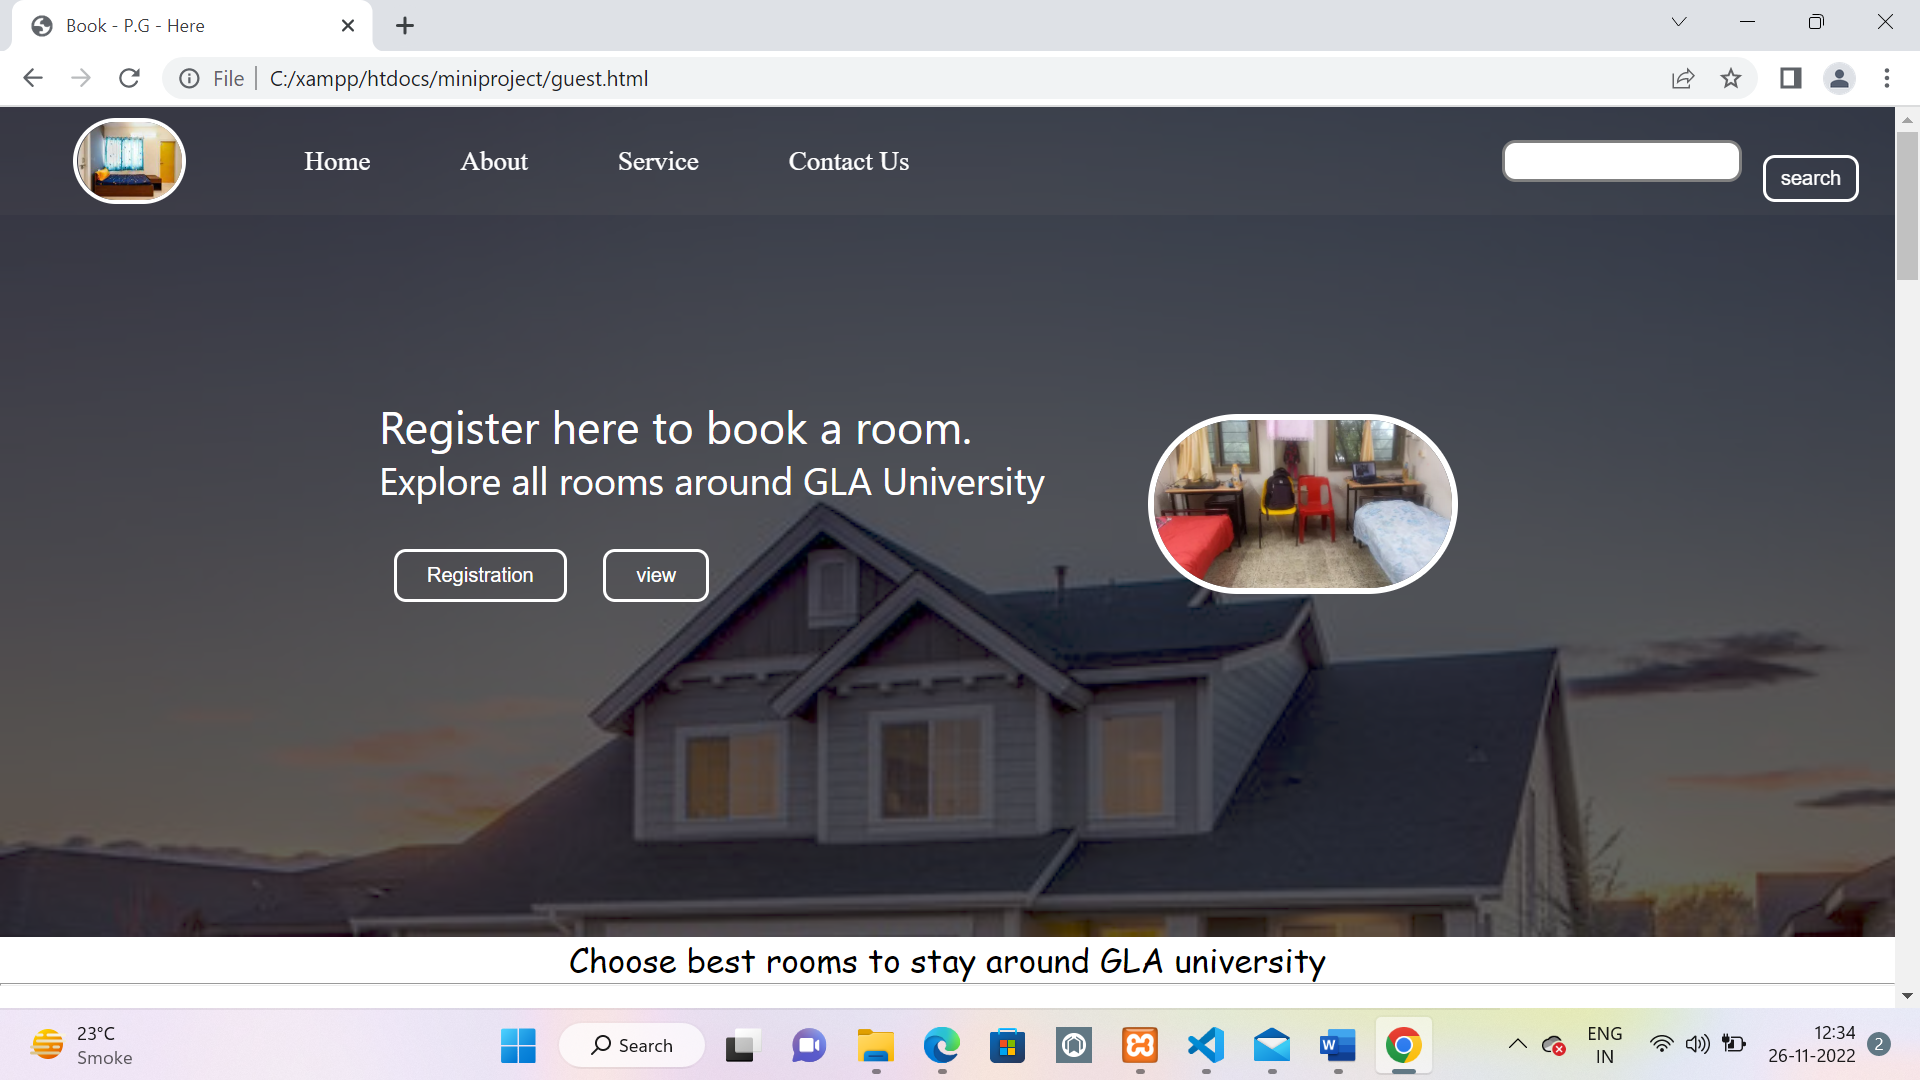 Book - P.G - Here
File
C:/xampp/htdocs/miniproject/guest.html
Home
About
Service
Contact Us
search
Register here to book a room.
Explore all rooms around GLA University
Registration
view
Choose best rooms to stay around GLA university
23°C
Smoke
Search
W
ENG
IN
12:34
26-11-2022
2